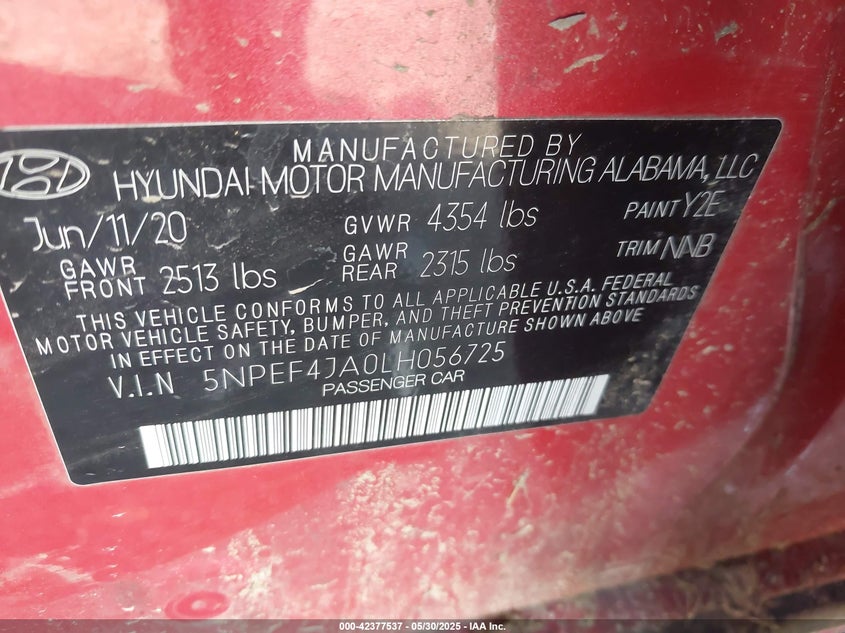 MANUFACTURED BY
HYUNDAI MOTOR MANUFACTURING ALABAMA, LLC
Jun/11/20 GVWR 4354 lbs PAINT Y2E
GAWR FRONT 2513 lbs GAWR REAR 2315 lbs TRIM NNB
THIS VEHICLE CONFORMS TO ALL APPLICABLE U.S.A. FEDERAL
MOTOR VEHICLE SAFETY, BUMPER, AND THEFT PREVENTION STANDARDS
IN EFFECT ON THE DATE OF MANUFACTURE SHOWN ABOVE
V.I.N 5NPEF4JA0LH056725
PASSENGER CAR
000-42377537 - 05/30/2025 - IAA Inc.